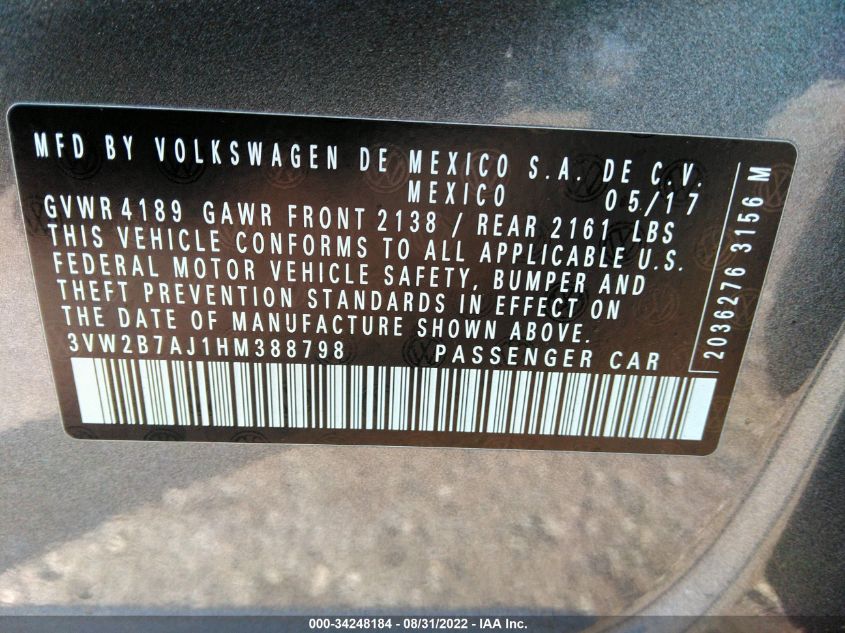 MFD BY VOLKSWAGEN DE MEXICO S.A. DE C.V.
MEXICO 05/17
GVWR 4189 GAWR FRONT 2138 / REAR 2161 LBS
THIS VEHICLE CONFORMS TO ALL APPLICABLE U.S.
FEDERAL MOTOR VEHICLE SAFETY, BUMPER AND
THEFT PREVENTION STANDARDS IN EFFECT ON
THE DATE OF MANUFACTURE SHOWN ABOVE.
3VW2B7AJ1HM388798 PASSENGER CAR
2036276 3156 M
000-34248184 - 08/31/2022 - IAA Inc.